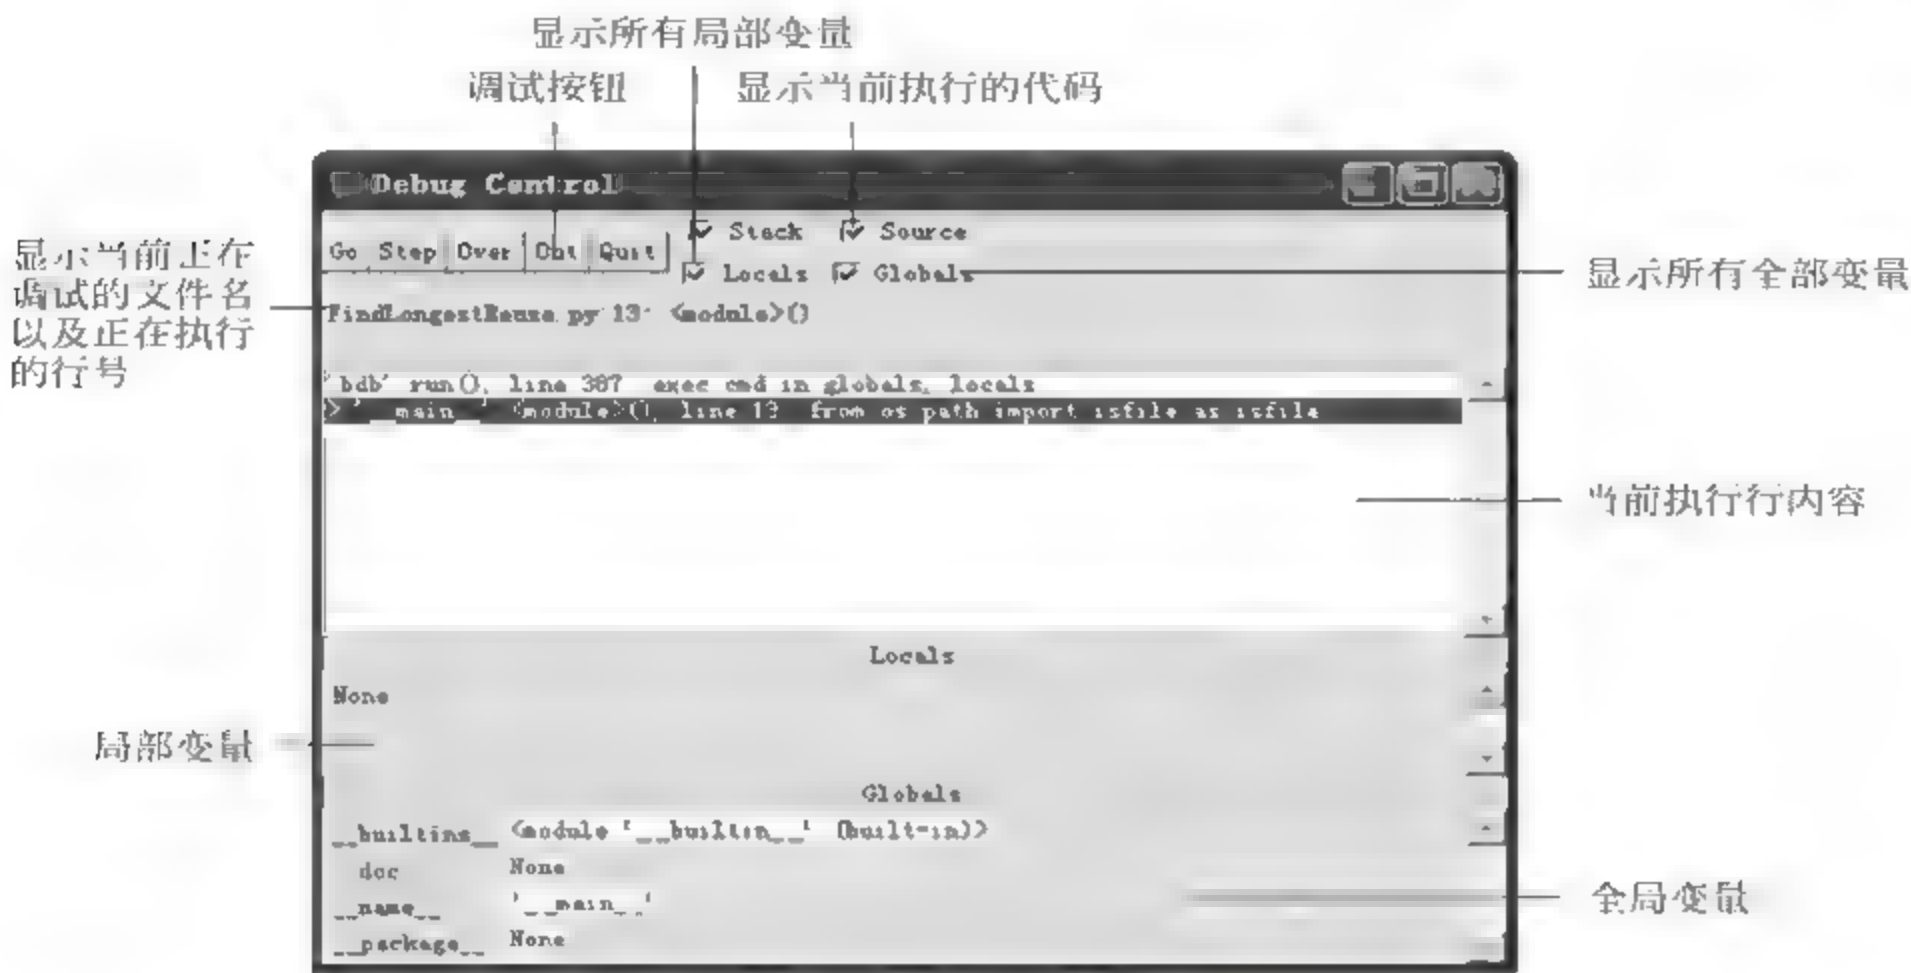 显示所有局部变量
调试按钮
显示当前执行的代码
Debug Control
Go Step Over Out Quit
Stack Source
Locals Globals
显示当前正在
调试的文件名
以及正在执行
的行号
显示所有全部变量
FindLongestReuse.py:13: <module>()
'bdb'.run(), line 387: exec cmd in globals, locals
> '__main__'.<module>(), line 13: from os.path import isfile as isfile
当前执行行内容
Locals
None
局部变量
Globals
__builtins__ <module '__builtin__' (built-in)>
__doc__ None
__name__ '__main__'
全局变量
__package__ None